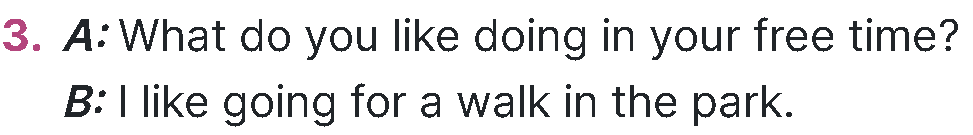 3. A: What do you like doing in your free time?
B: I like going for a walk in the park.